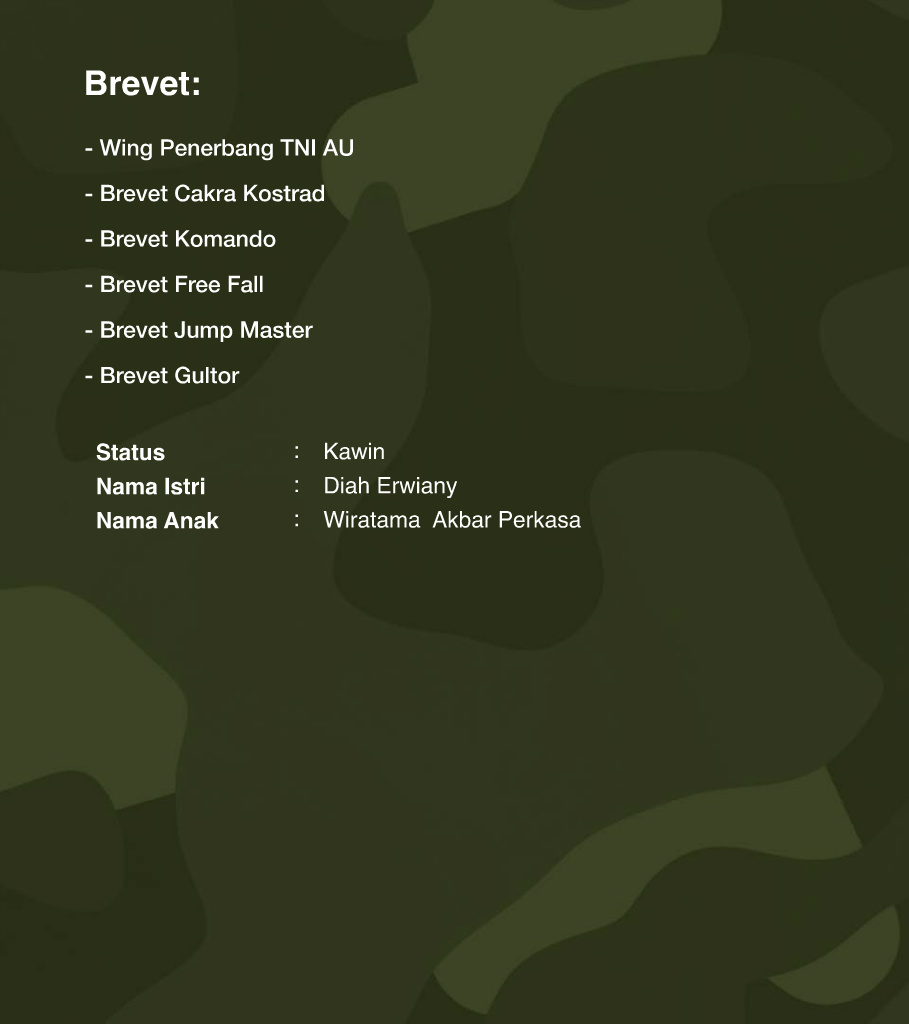 Brevet:
- Wing Penerbang TNI AU
- Brevet Cakra Kostrad
- Brevet Komando
- Brevet Free Fall
- Brevet Jump Master
- Brevet Gultor
Status : Kawin
Nama Istri : Diah Erwiany
Nama Anak : Wiratama  Akbar Perkasa